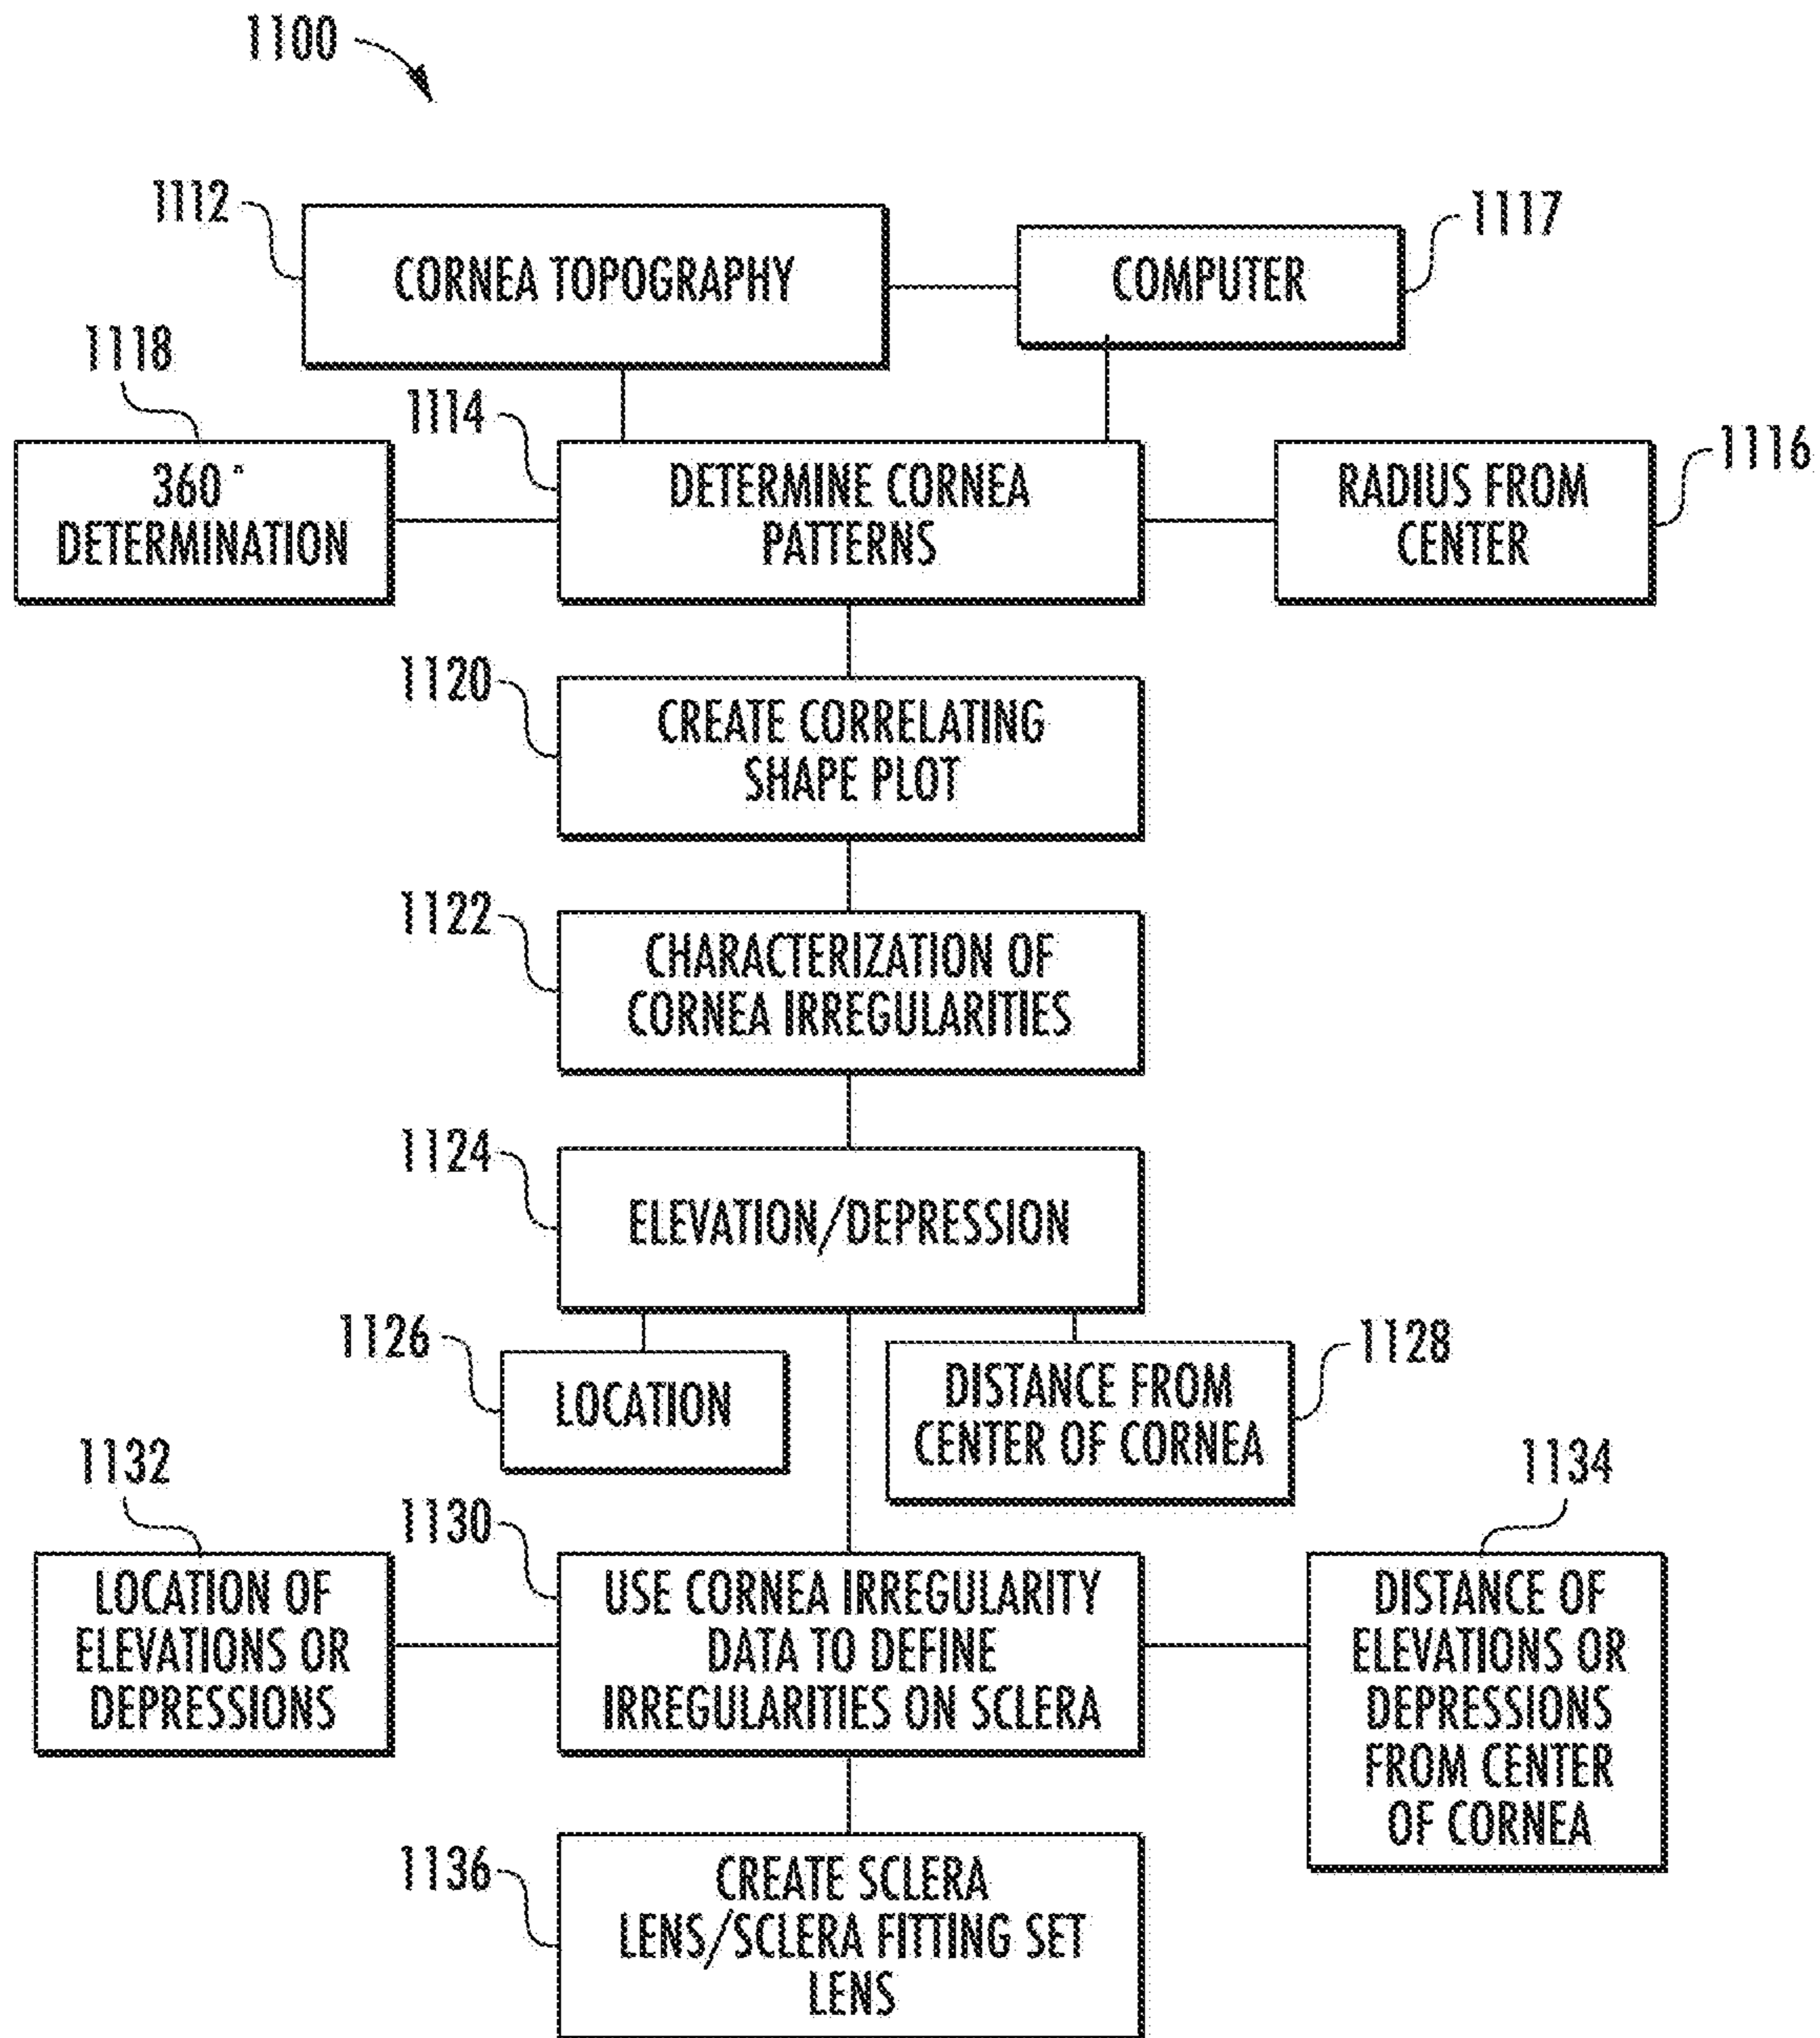 1100
1112
CORNEA TOPOGRAPHY
COMPUTER
1117
1118
360°
DETERMINATION
1114
DETERMINE CORNEA
PATTERNS
RADIUS FROM
CENTER
1116
1120
CREATE CORRELATING
SHAPE PLOT
1122
CHARACTERIZATION OF
CORNEA IRREGULARITIES
1124
ELEVATION/DEPRESSION
1126
LOCATION
DISTANCE FROM
CENTER OF CORNEA
1128
1132
LOCATION OF
ELEVATIONS OR
DEPRESSIONS
1130
USE CORNEA IRREGULARITY
DATA TO DEFINE
IRREGULARITIES ON SCLERA
1134
DISTANCE OF
ELEVATIONS OR
DEPRESSIONS
FROM CENTER
OF CORNEA
1136
CREATE SCLERA
LENS/SCLERA FITTING SET
LENS